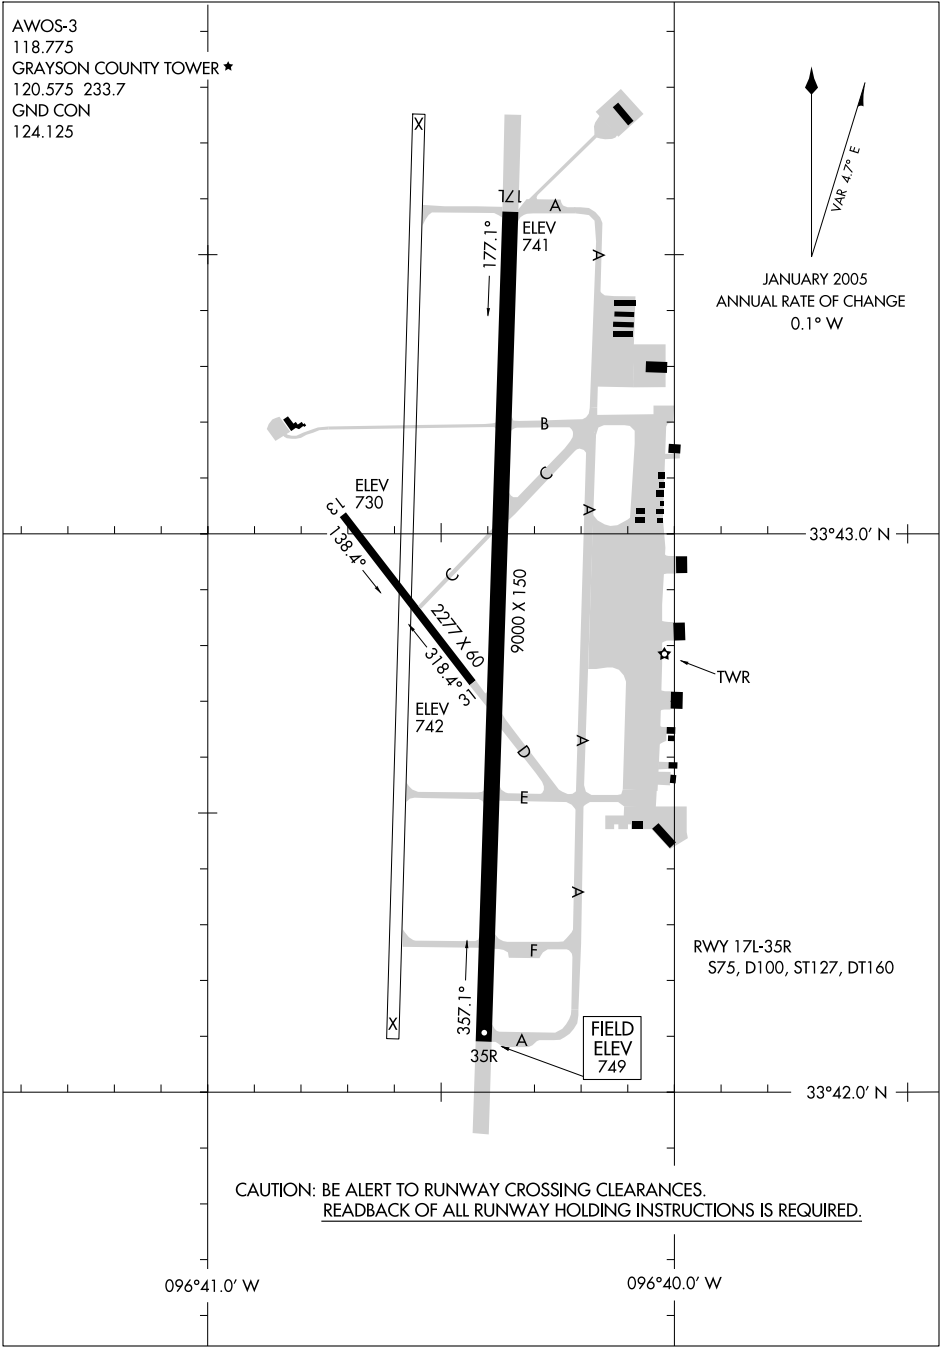 AWOS-3
118.775
GRAYSON COUNTY TOWER ★
120.575 233.7
GND CON
124.125
X
17L
A
ELEV
741
177.1°
A
VAR 4.7° E
JANUARY 2005
ANNUAL RATE OF CHANGE
0.1° W
B
C
ELEV
730
13
138.4°
A
33°43.0' N
C
9000 X 150
2277 X 60
318.4°
31
TWR
ELEV
742
D
A
E
A
F
RWY 17L-35R
S75, D100, ST127, DT160
357.1°
X
35R
A
FIELD
ELEV
749
33°42.0' N
CAUTION: BE ALERT TO RUNWAY CROSSING CLEARANCES.
READBACK OF ALL RUNWAY HOLDING INSTRUCTIONS IS REQUIRED.
096°41.0' W
096°40.0' W